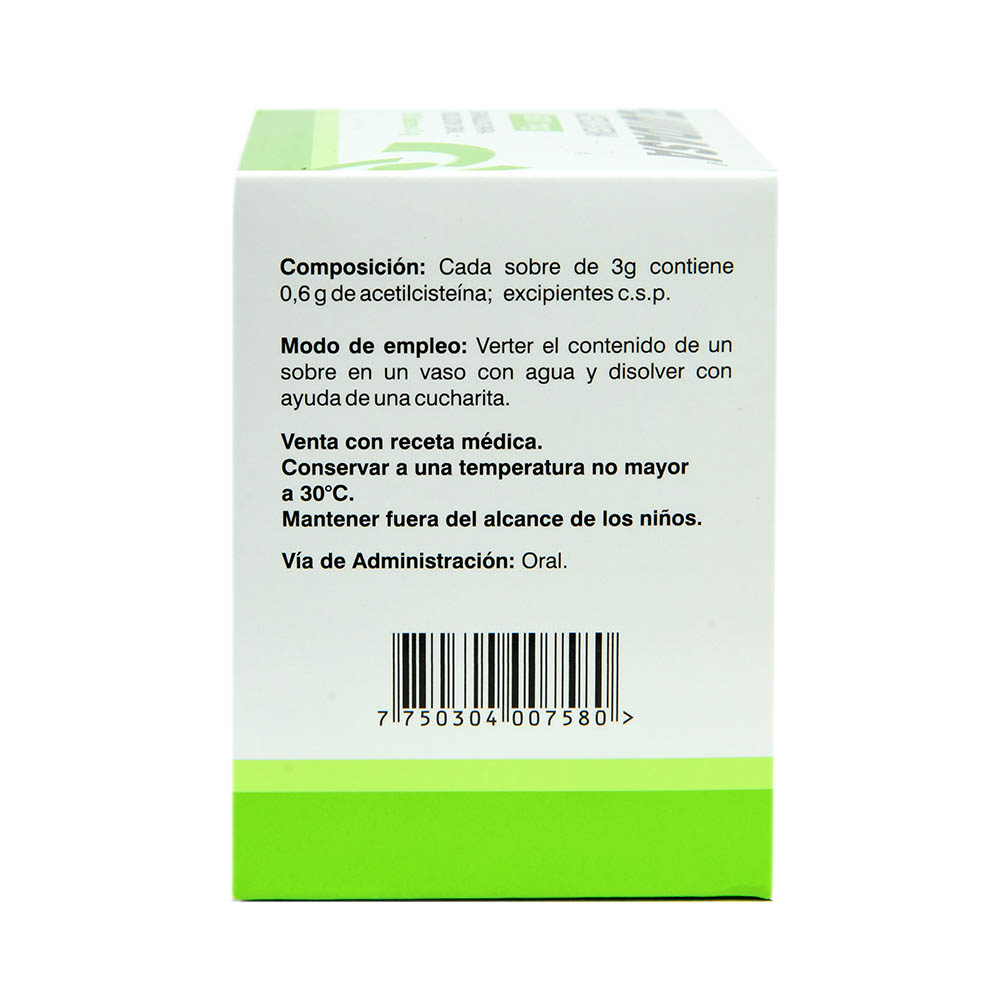 Composición: Cada sobre de 3g contiene
0,6 g de acetilcisteína; excipientes c.s.p.
Modo de empleo: Verter el contenido de un
sobre en un vaso con agua y disolver con
ayuda de una cucharita.
Venta con receta médica.
Conservar a una temperatura no mayor
a 30°C.
Mantener fuera del alcance de los niños.
Vía de Administración: Oral.
7 750304 007580 >